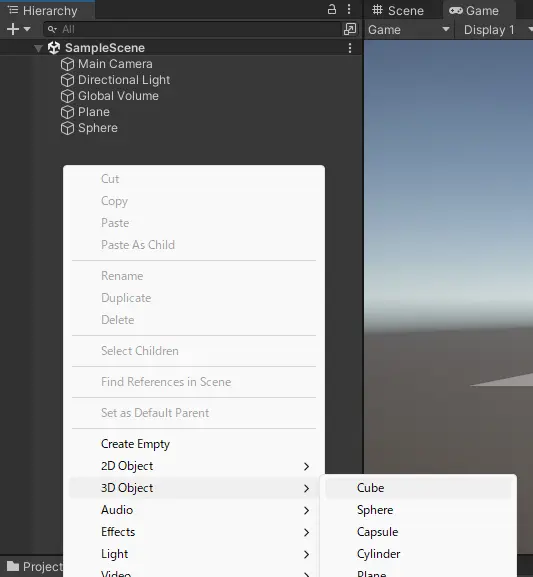 Hierarchy
Scene
Game
All
Game
Display 1
SampleScene
Main Camera
Directional Light
Global Volume
Plane
Sphere
Cut
Copy
Paste
Paste As Child
Rename
Duplicate
Delete
Select Children
Find References in Scene
Set as Default Parent
Create Empty
2D Object
3D Object
Cube
Audio
Sphere
Effects
Capsule
Light
Cylinder
Video
Plane
Project